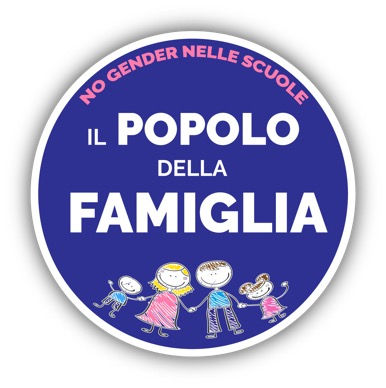 NO GENDER NELLE SCUOLE
IL POPOLO
DELLA
FAMIGLIA